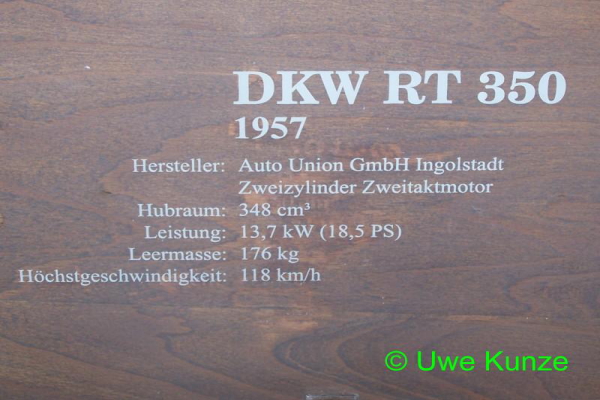 DKW RT 350
1957
Hersteller: Auto Union GmbH Ingolstadt
Zweizylinder Zweitaktmotor
Hubraum: 348 cm³
Leistung: 13,7 kW (18,5 PS)
Leermasse: 176 kg
Höchstgeschwindigkeit: 118 km/h
© Uwe Kunze